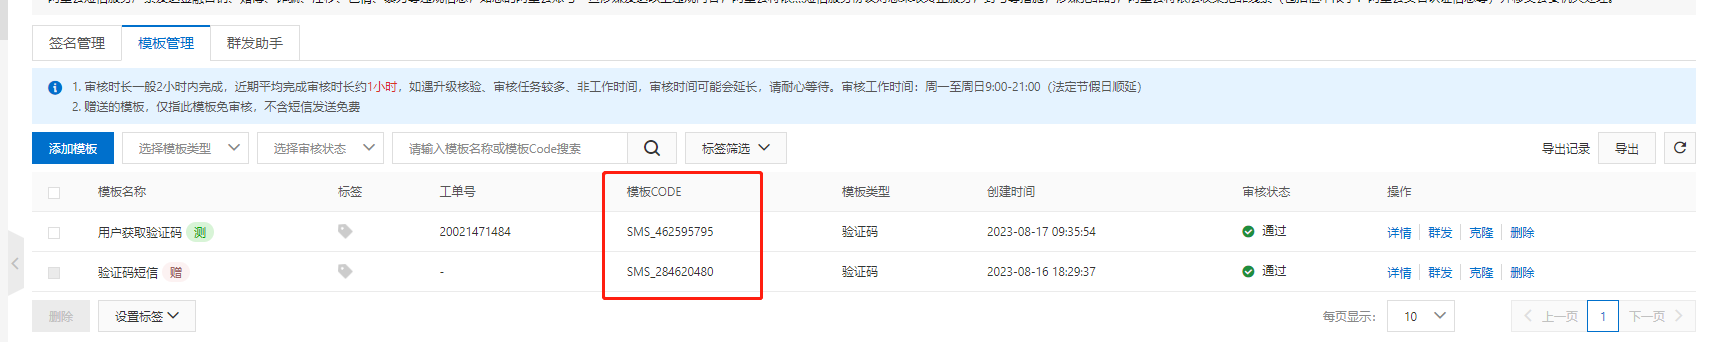 签名管理 模板管理 群发助手
1. 审核时长一般2小时内完成，近期平均完成审核时长约1小时，如遇升级核验、审核任务较多、非工作时间，审核时间可能会延长，请耐心等待。审核工作时间：周一至周日9:00-21:00（法定节假日顺延）
2. 赠送的模板，仅指此模板免审核，不含短信发送免费
添加模板 选择模板类型 选择审核状态 请输入模板名称或模板Code搜索 标签筛选 导出记录 导出
模板名称 标签 工单号 模板CODE 模板类型 创建时间 审核状态 操作
用户获取验证码 测 20021471484 SMS_462595795 验证码 2023-08-17 09:35:54 通过 详情 群发 克隆 删除
验证码短信 赠 - SMS_284620480 验证码 2023-08-16 18:29:37 通过 详情 群发 克隆 删除
删除 设置标签 每页显示： 10 上一页 1 下一页